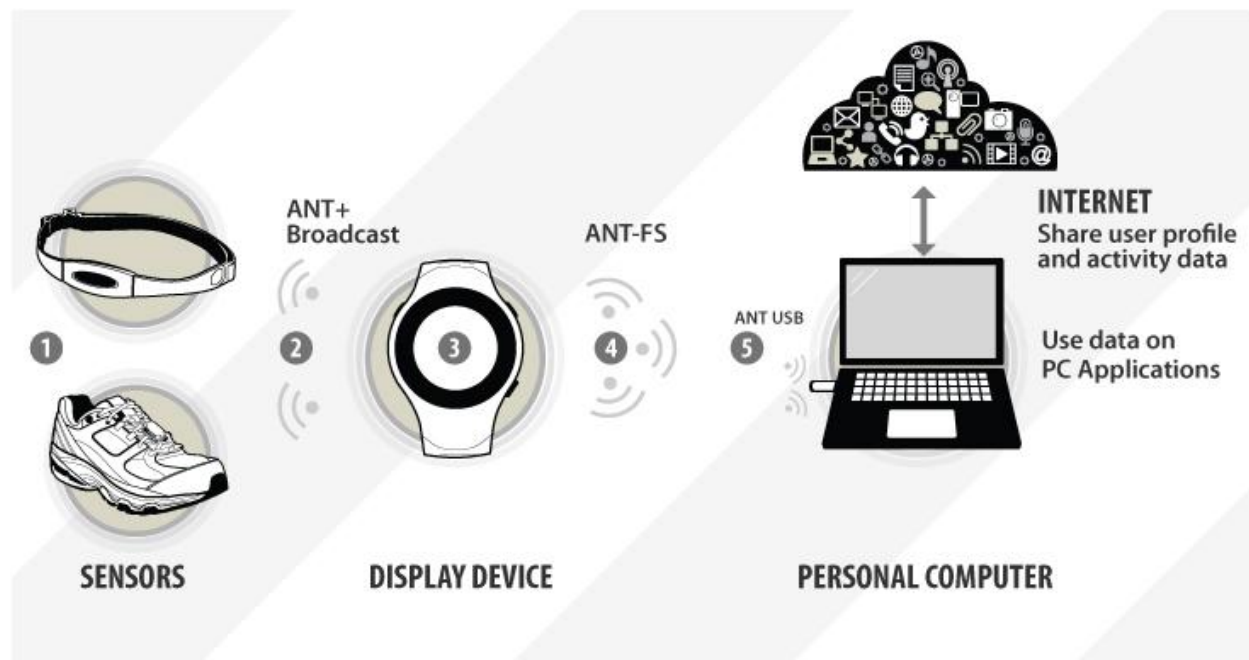 ANT+
Broadcast
ANT-FS
INTERNET
Share user profile
and activity data
ANT USB
1
2
3
4
5
Use data on
PC Applications
@
SENSORS
DISPLAY DEVICE
PERSONAL COMPUTER